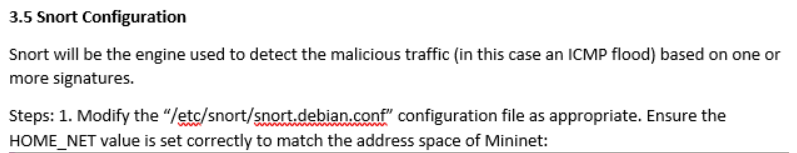 3.5 Snort Configuration
Snort will be the engine used to detect the malicious traffic (in this case an ICMP flood) based on one or
more signatures.
Steps: 1. Modify the “/etc/snort/snort.debian.conf” configuration file as appropriate. Ensure the
HOME_NET value is set correctly to match the address space of Mininet: